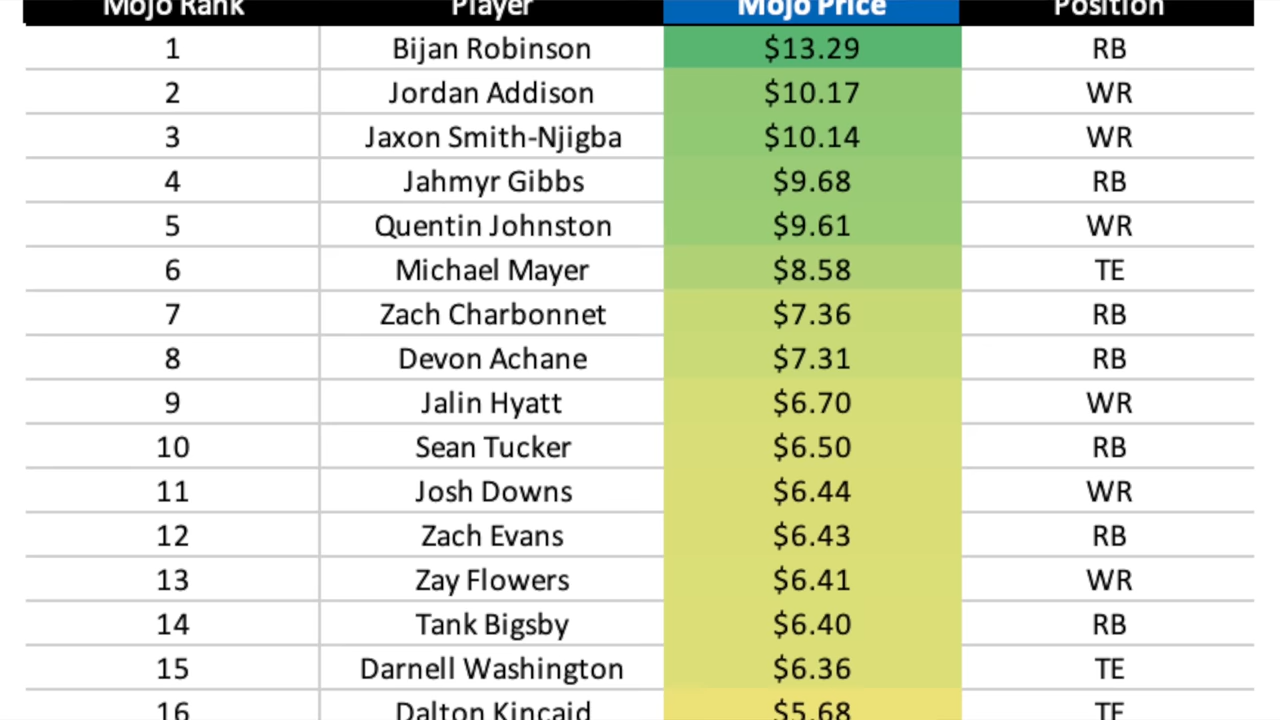 Mojo Rank Player Mojo Price Position
1 Bijan Robinson $13.29 RB
2 Jordan Addison $10.17 WR
3 Jaxon Smith-Njigba $10.14 WR
4 Jahmyr Gibbs $9.68 RB
5 Quentin Johnston $9.61 WR
6 Michael Mayer $8.58 TE
7 Zach Charbonnet $7.36 RB
8 Devon Achane $7.31 RB
9 Jalin Hyatt $6.70 WR
10 Sean Tucker $6.50 RB
11 Josh Downs $6.44 WR
12 Zach Evans $6.43 RB
13 Zay Flowers $6.41 WR
14 Tank Bigsby $6.40 RB
15 Darnell Washington $6.36 TE
16 Dalton Kincaid $5.68 TE